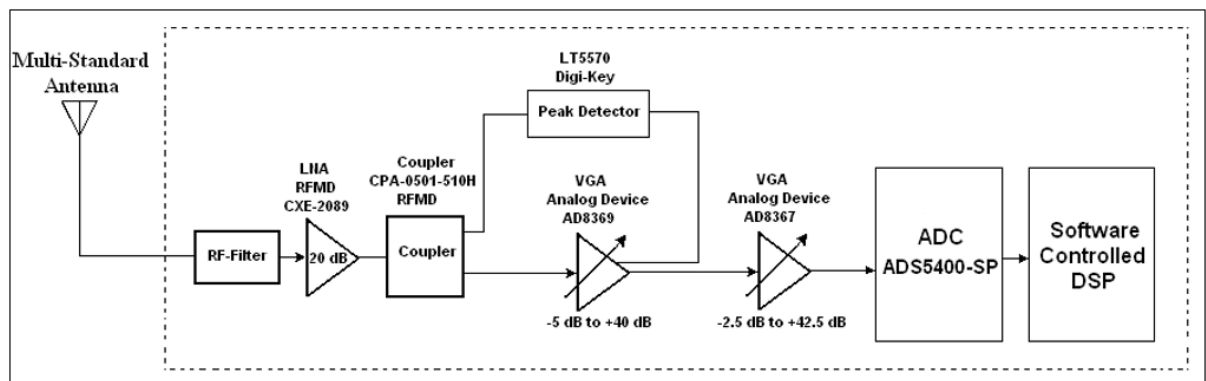 Multi-Standard
Antenna
RF-Filter
LNA
RFMD
CXE-2089
20 dB
Coupler
CPA-0501-510H
RFMD
Coupler
LT5570
Digi-Key
Peak Detector
VGA
Analog Device
AD8369
-5 dB to +40 dB
VGA
Analog Device
AD8367
-2.5 dB to +42.5 dB
ADC
ADS5400-SP
Software
Controlled
DSP